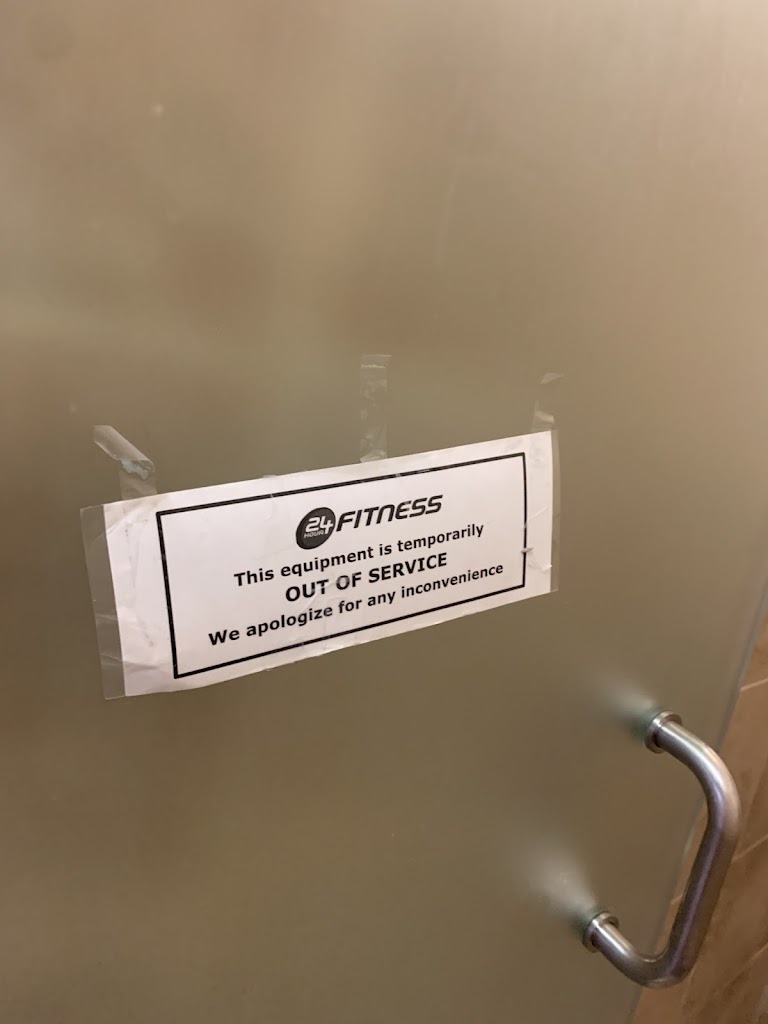 24 HOUR FITNESS
This equipment is temporarily
OUT OF SERVICE
We apologize for any inconvenience